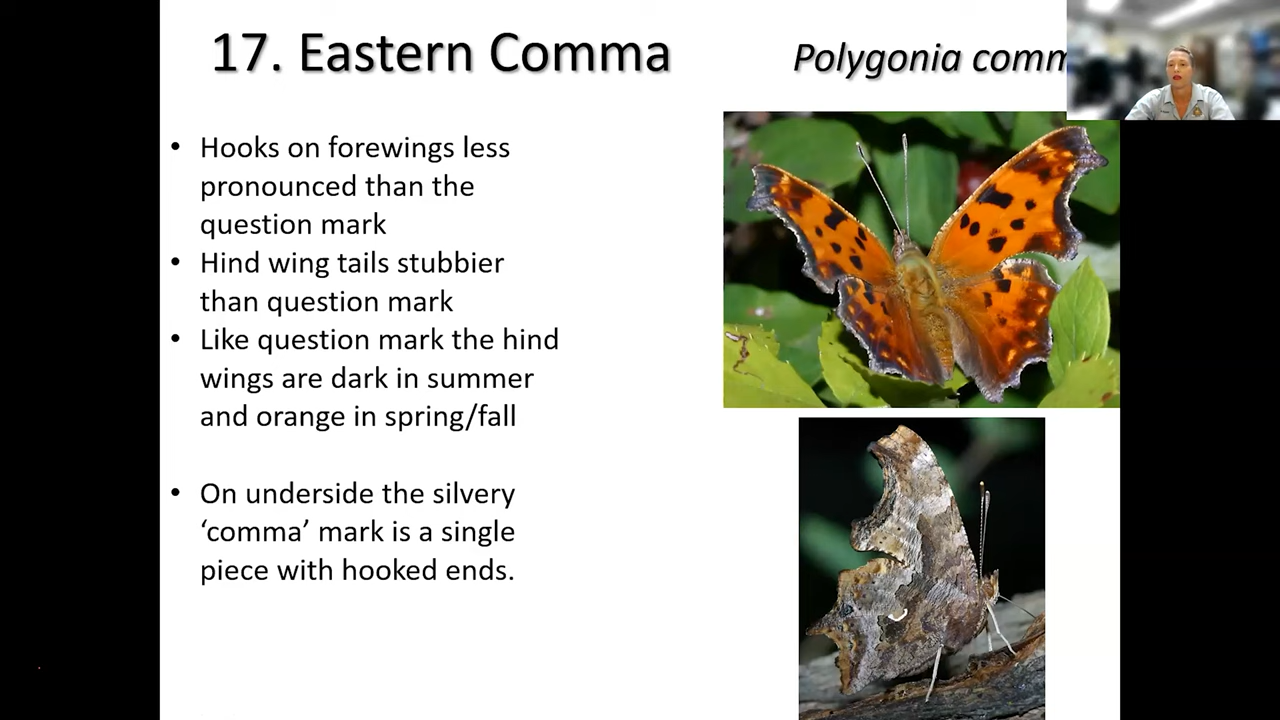 17. Eastern Comma
Polygonia comm
• Hooks on forewings less
pronounced than the
question mark
• Hind wing tails stubbier
than question mark
• Like question mark the hind
wings are dark in summer
and orange in spring/fall
• On underside the silvery
‘comma’ mark is a single
piece with hooked ends.